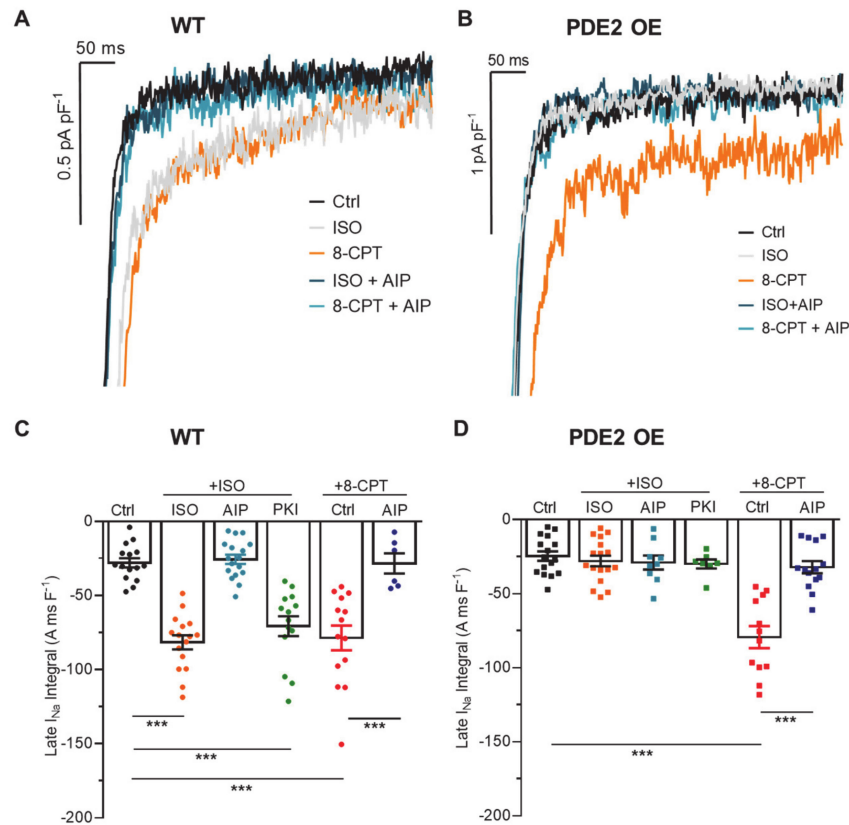 A
WT
50 ms
0.5 pA pF⁻¹
Ctrl
ISO
8-CPT
ISO + AIP
8-CPT + AIP
B
PDE2 OE
50 ms
1 pA pF⁻¹
Ctrl
ISO
8-CPT
ISO+AIP
8-CPT + AIP
C
WT
+ISO
+8-CPT
Ctrl
ISO
AIP
PKI
Ctrl
AIP
Late I_Na Integral (A ms F⁻¹)
0
-50
-100
-150
-200
***
***
***
***
D
PDE2 OE
+ISO
+8-CPT
Ctrl
ISO
AIP
PKI
Ctrl
AIP
Late I_Na Integral (A ms F⁻¹)
0
-50
-100
-150
-200
***
***